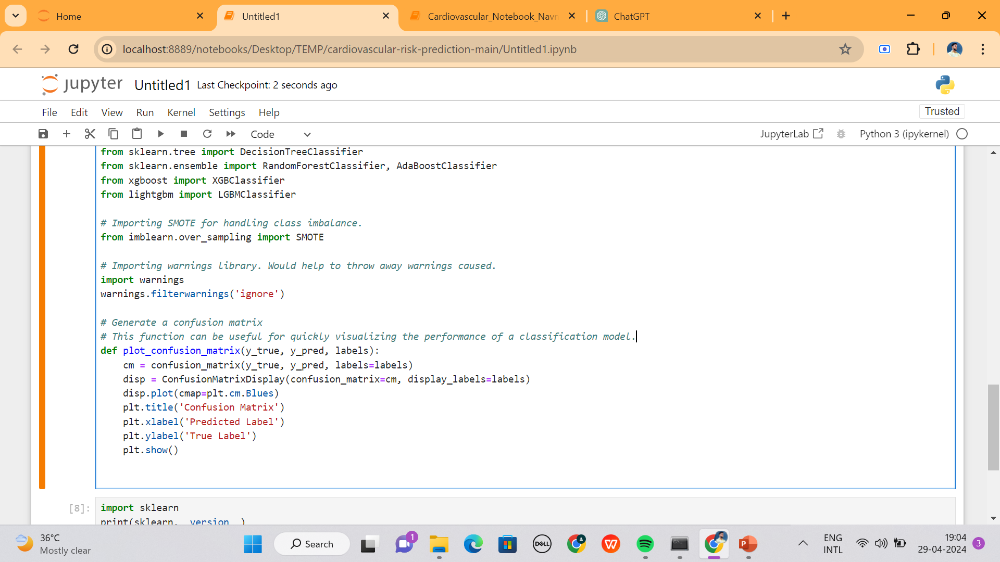 Home
Untitled1
Cardiovascular_Notebook_Navn
ChatGPT
localhost:8889/notebooks/Desktop/TEMP/cardiovascular-risk-prediction-main/Untitled1.ipynb
jupyter Untitled1 Last Checkpoint: 2 seconds ago
File Edit View Run Kernel Settings Help
Trusted
Code
JupyterLab
Python 3 (ipykernel)
from sklearn.tree import DecisionTreeClassifier
from sklearn.ensemble import RandomForestClassifier, AdaBoostClassifier
from xgboost import XGBClassifier
from lightgbm import LGBMClassifier
# Importing SMOTE for handling class imbalance.
from imblearn.over_sampling import SMOTE
# Importing warnings library. Would help to throw away warnings caused.
import warnings
warnings.filterwarnings('ignore')
# Generate a confusion matrix
# This function can be useful for quickly visualizing the performance of a classification model.
def plot_confusion_matrix(y_true, y_pred, labels):
    cm = confusion_matrix(y_true, y_pred, labels=labels)
    disp = ConfusionMatrixDisplay(confusion_matrix=cm, display_labels=labels)
    disp.plot(cmap=plt.cm.Blues)
    plt.title('Confusion Matrix')
    plt.xlabel('Predicted Label')
    plt.ylabel('True Label')
    plt.show()
[8]: import sklearn
print(sklearn.__version__)
36°C
Mostly clear
Search
1
DELL
ENG
INTL
19:04
29-04-2024
3